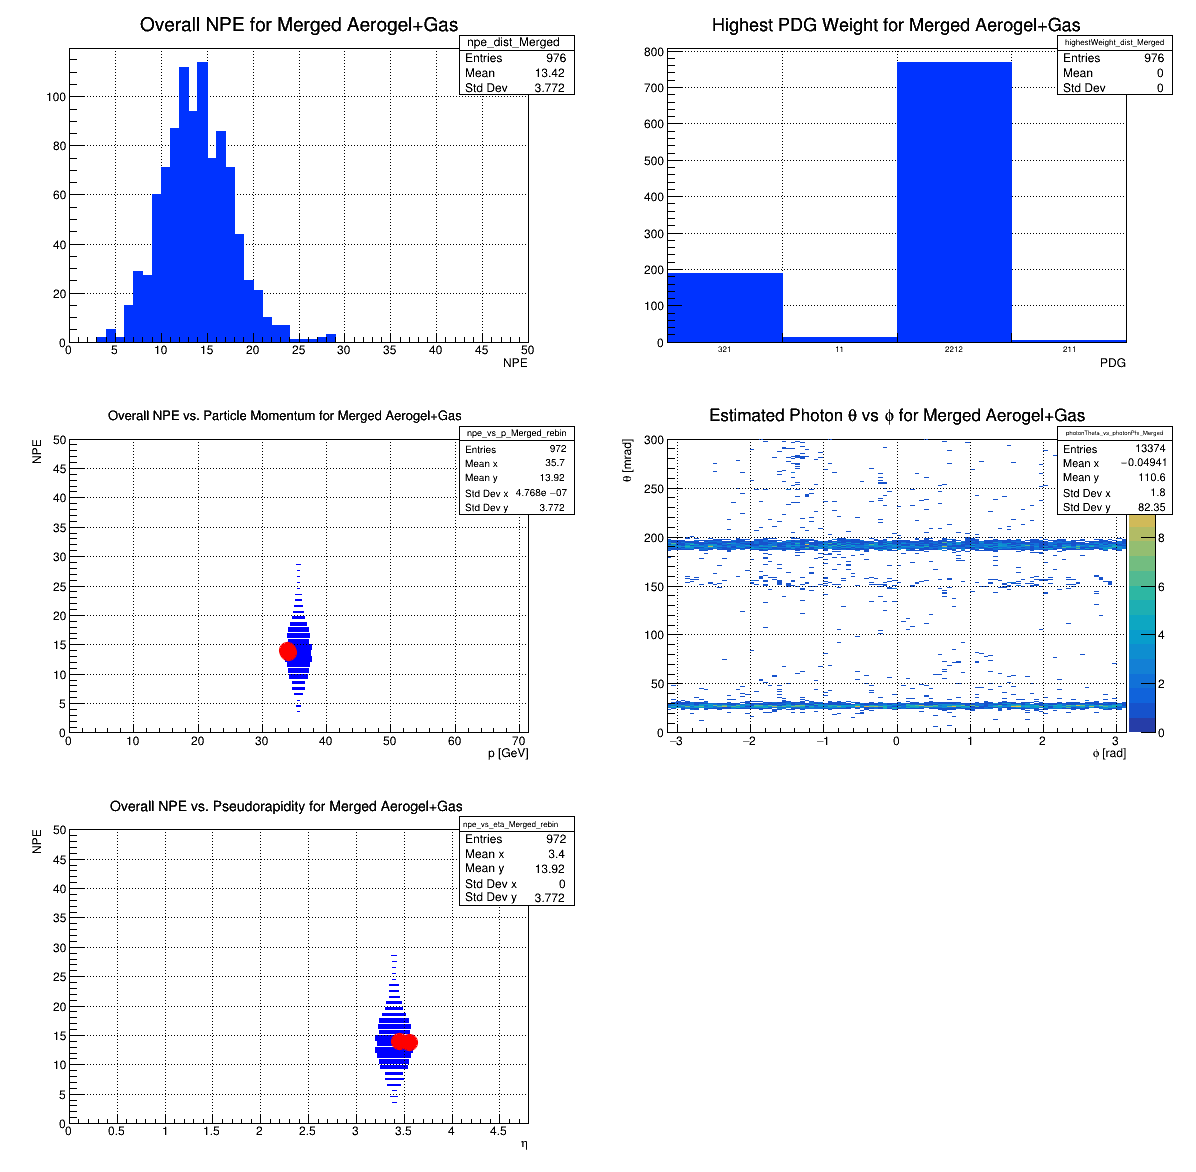 Overall NPE for Merged Aerogel+Gas
npe_dist_Merged
Entries 976
Mean 13.42
Std Dev 3.772
100
80
60
40
20
0
0 5 10 15 20 25 30 35 40 45 50
NPE
Highest PDG Weight for Merged Aerogel+Gas
highestWeight_dist_Merged
Entries 976
Mean 0
Std Dev 0
800
700
600
500
400
300
200
100
0
321 11 2212 211
PDG
Overall NPE vs. Particle Momentum for Merged Aerogel+Gas
npe_vs_p_Merged_rebin
Entries 972
Mean x 35.7
Mean y 13.92
Std Dev x 4.768e −07
Std Dev y 3.772
NPE
50
45
40
35
30
25
20
15
10
5
0
0 10 20 30 40 50 60 70
p [GeV]
Estimated Photon θ vs ϕ for Merged Aerogel+Gas
photonTheta_vs_photonPhi_Merged
Entries 13374
Mean x −0.04941
Mean y 110.6
Std Dev x 1.8
Std Dev y 82.35
θ [mrad]
300
250
200
150
100
50
0
−3 −2 −1 0 1 2 3
ϕ [rad]
8
6
4
2
0
Overall NPE vs. Pseudorapidity for Merged Aerogel+Gas
npe_vs_eta_Merged_rebin
Entries 972
Mean x 3.4
Mean y 13.92
Std Dev x 0
Std Dev y 3.772
NPE
50
45
40
35
30
25
20
15
10
5
0
0 0.5 1 1.5 2 2.5 3 3.5 4 4.5
η